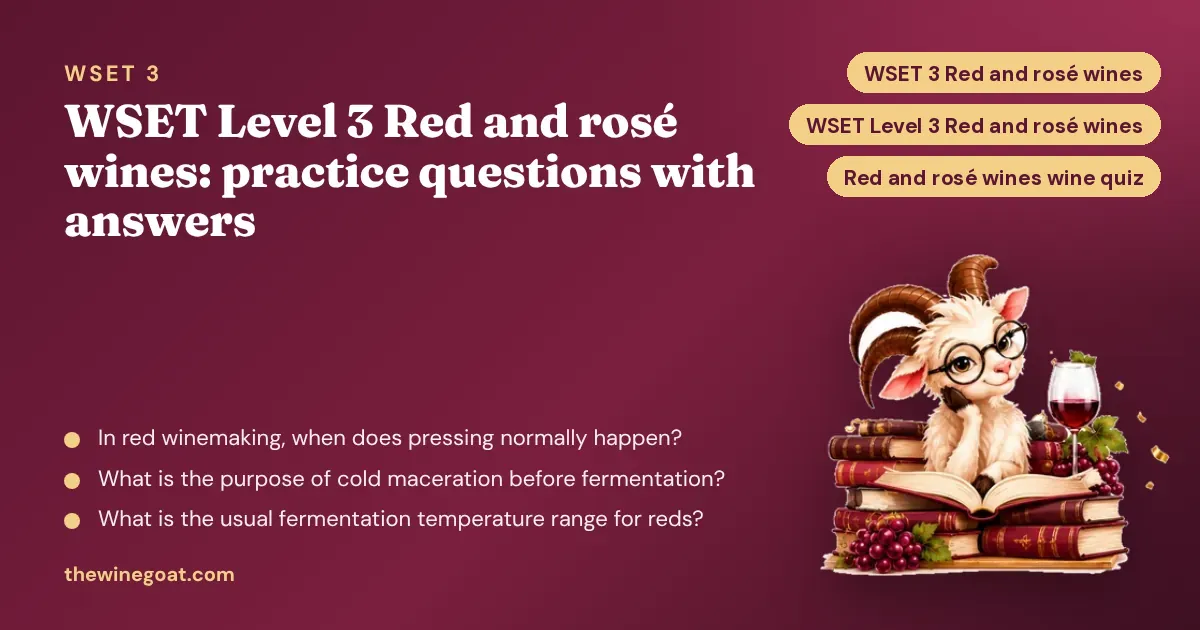 WSET 3
WSET Level 3 Red and rosé
wines: practice questions with
answers
WSET 3 Red and rosé wines
WSET Level 3 Red and rosé wines
Red and rosé wines wine quiz
In red winemaking, when does pressing normally happen?
What is the purpose of cold maceration before fermentation?
What is the usual fermentation temperature range for reds?
thewinegoat.com